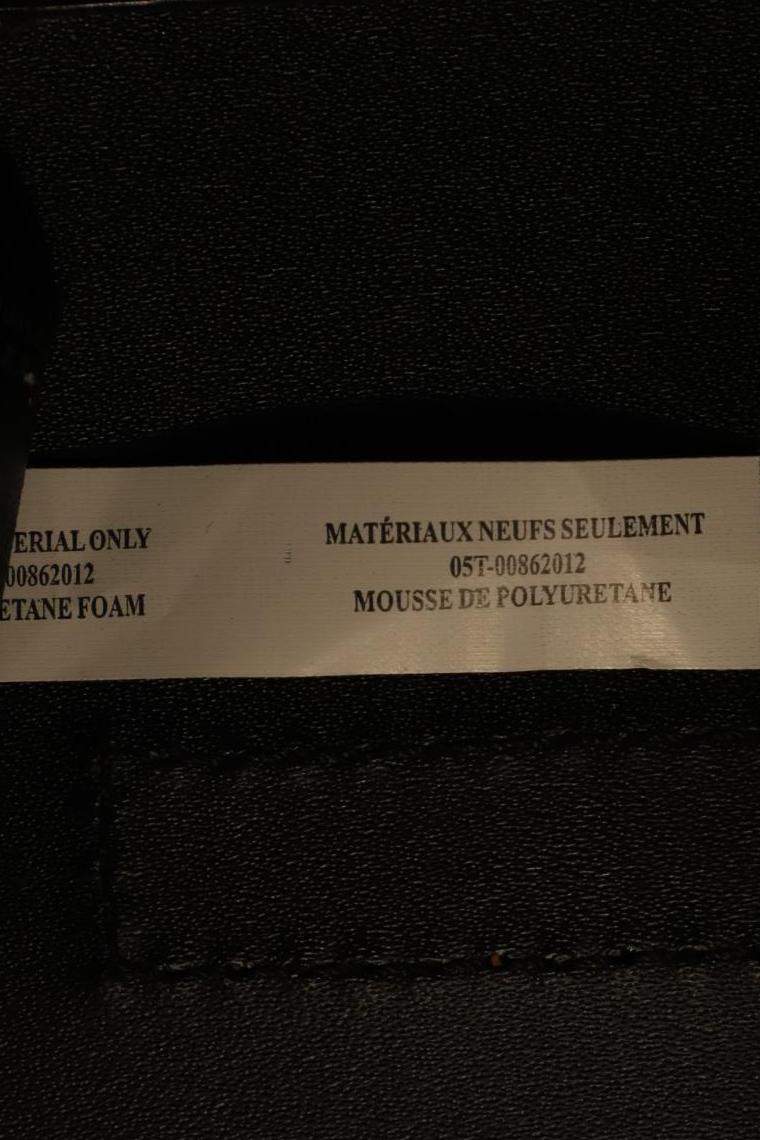 ERIAL ONLY
00862012
ETANE FOAM
MATÉRIAUX NEUFS SEULEMENT
05T-00862012
MOUSSE DE POLYURETANE